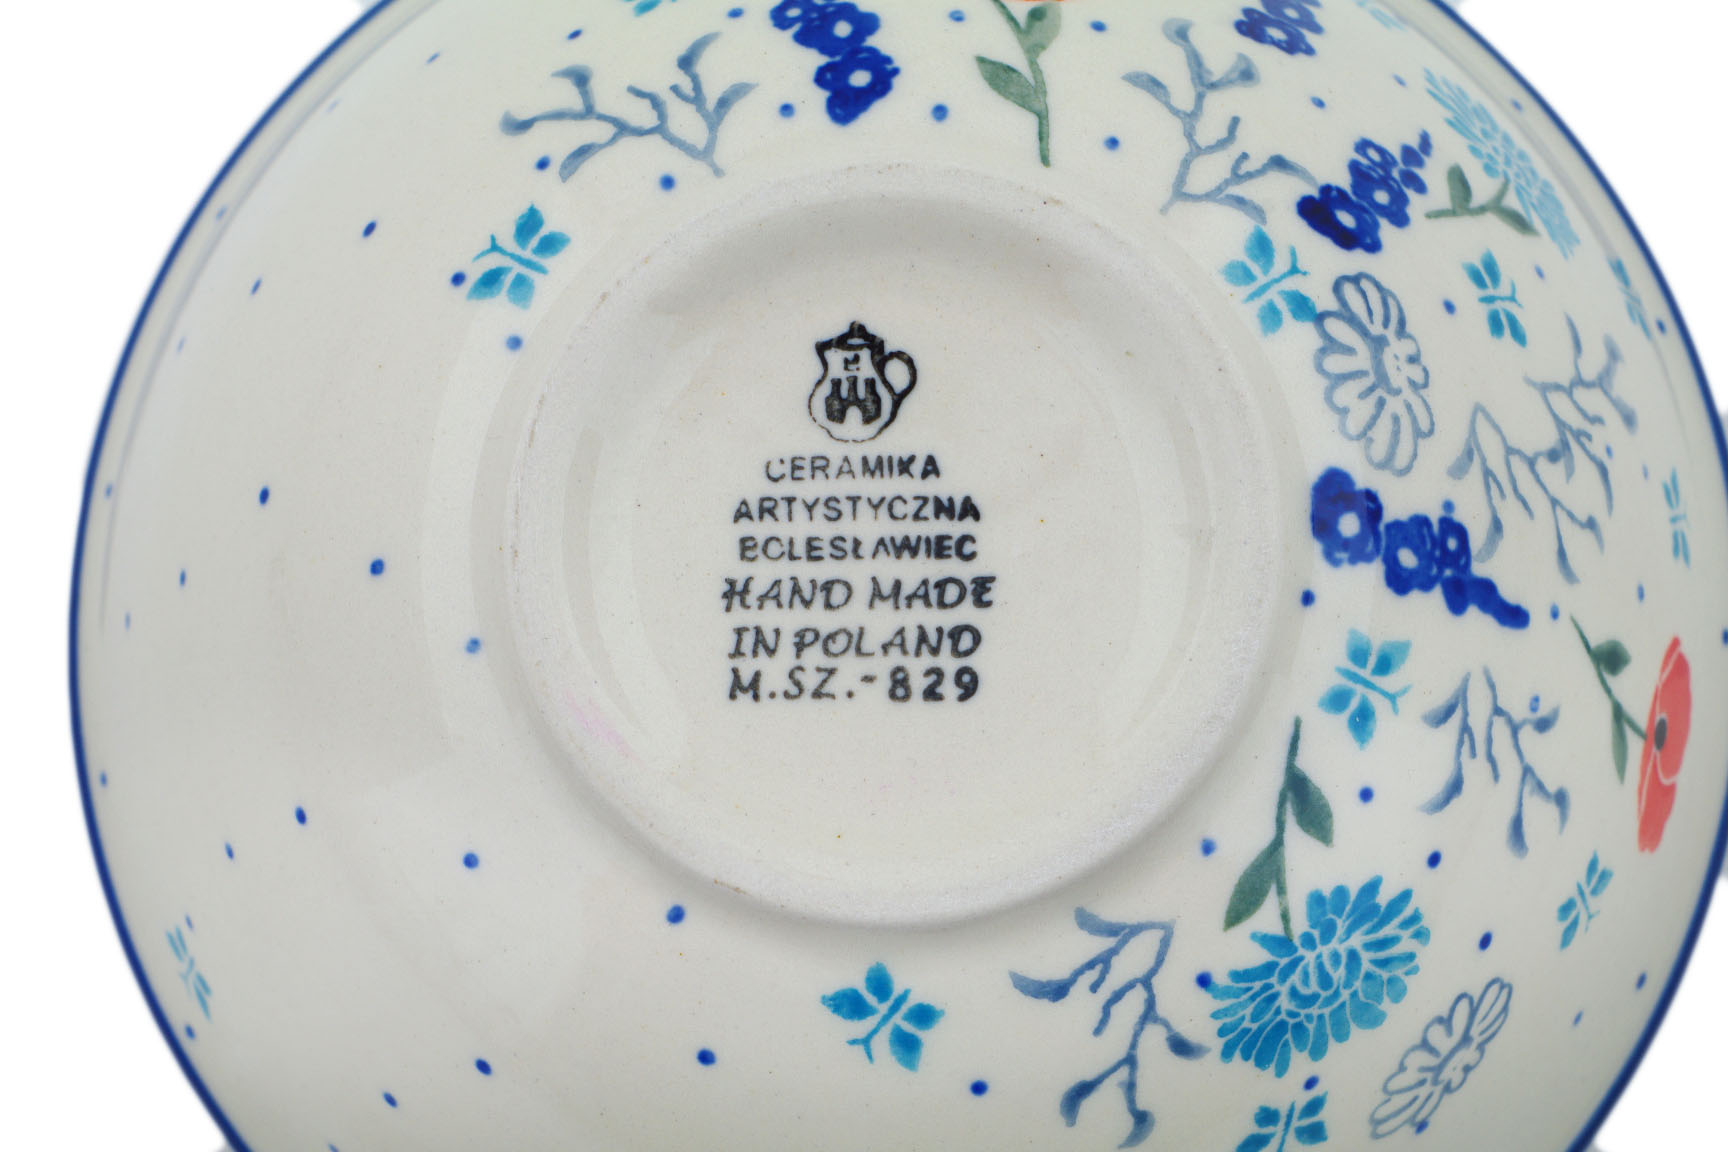 CERAMIKA
ARTYSTYCZNA
BOLESŁAWIEC
HAND MADE
IN POLAND
M.SZ.-829